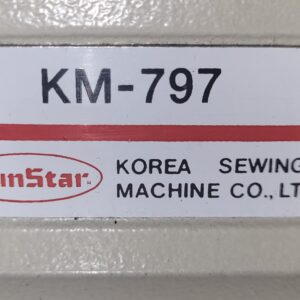 KM-797
unStar KOREA SEWING
MACHINE CO., LT